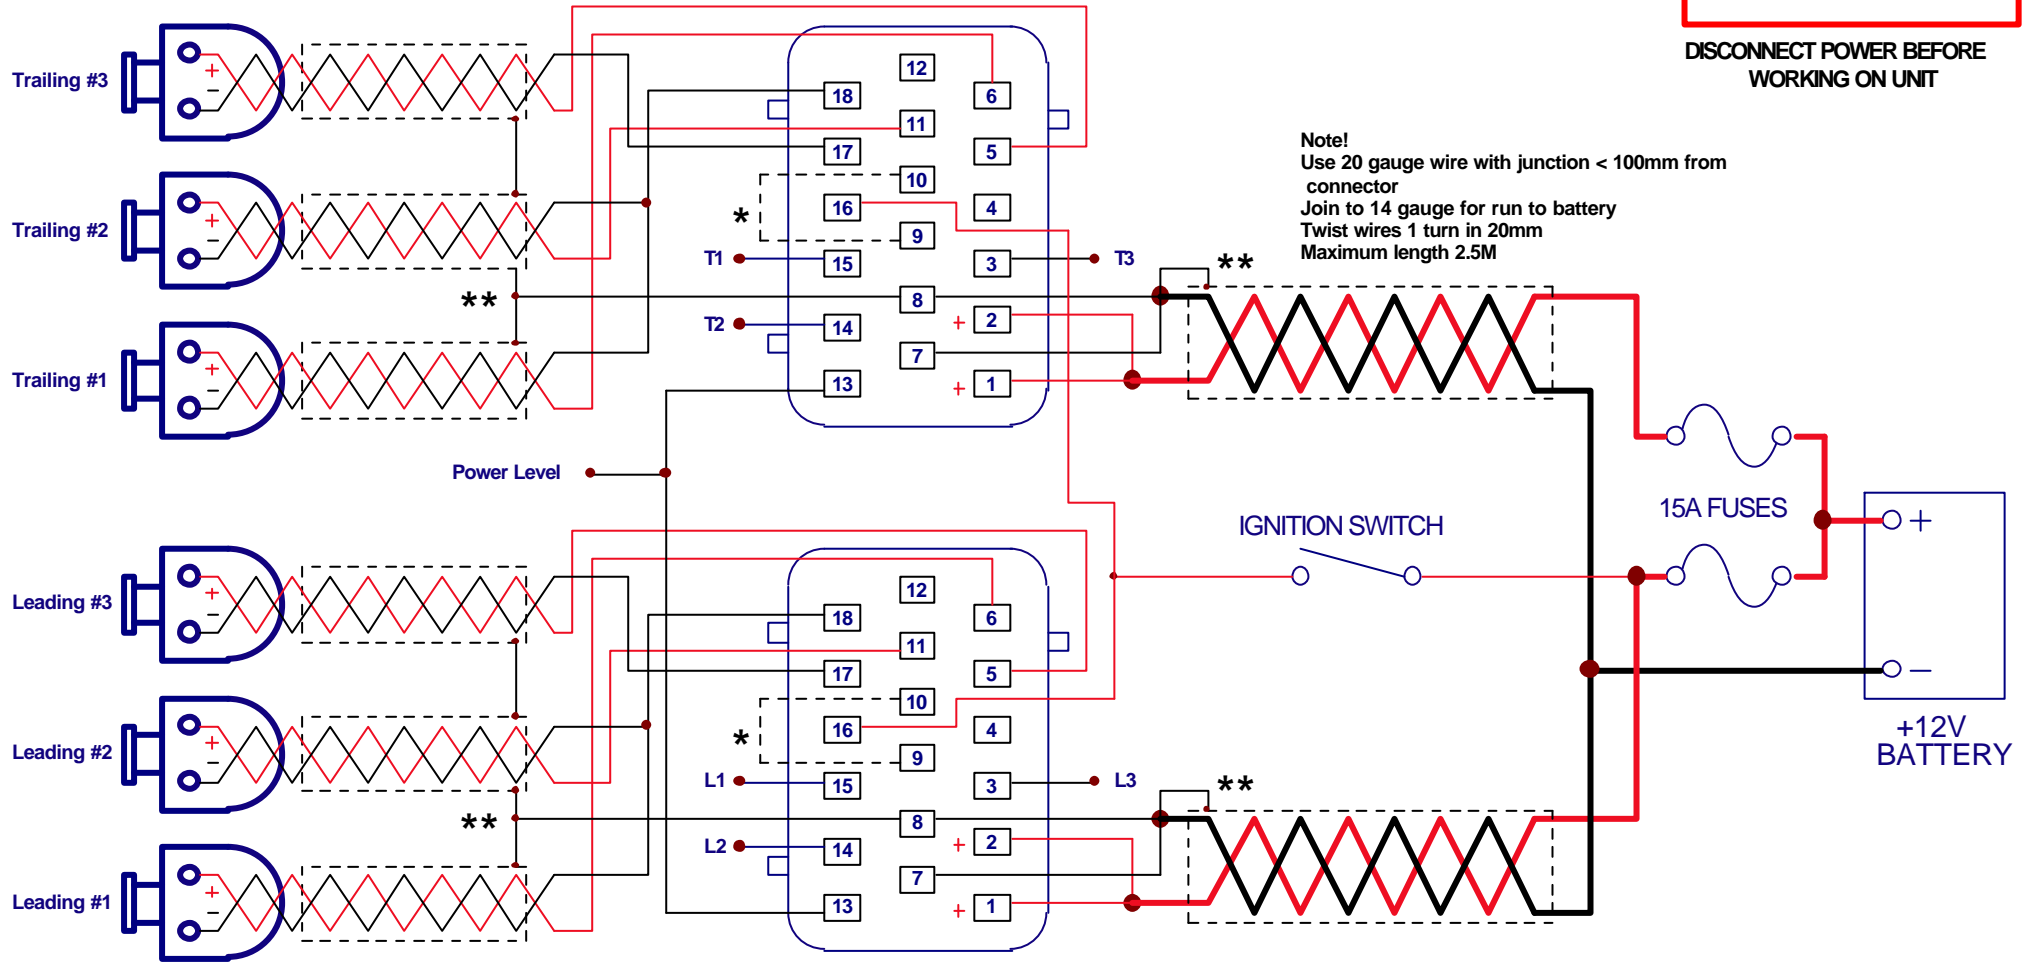 DISCONNECT POWER BEFORE
WORKING ON UNIT
Note!
Use 20 gauge wire with junction < 100mm from
connector
Join to 14 gauge for run to battery
Twist wires 1 turn in 20mm
Maximum length 2.5M
Trailing #3
+
−
Trailing #2
+
−
Trailing #1
+
−
12
18
6
11
17
5
10
16
4
*
9
T1
15
3
T3
**
8
**
T2
14
+ 2
7
13
+ 1
Power Level
IGNITION SWITCH
15A FUSES
+
−
+12V
BATTERY
Leading #3
+
−
Leading #2
+
−
Leading #1
+
−
12
18
6
11
17
5
10
16
4
*
9
L1
15
3
L3
**
8
**
L2
14
+ 2
7
13
+ 1